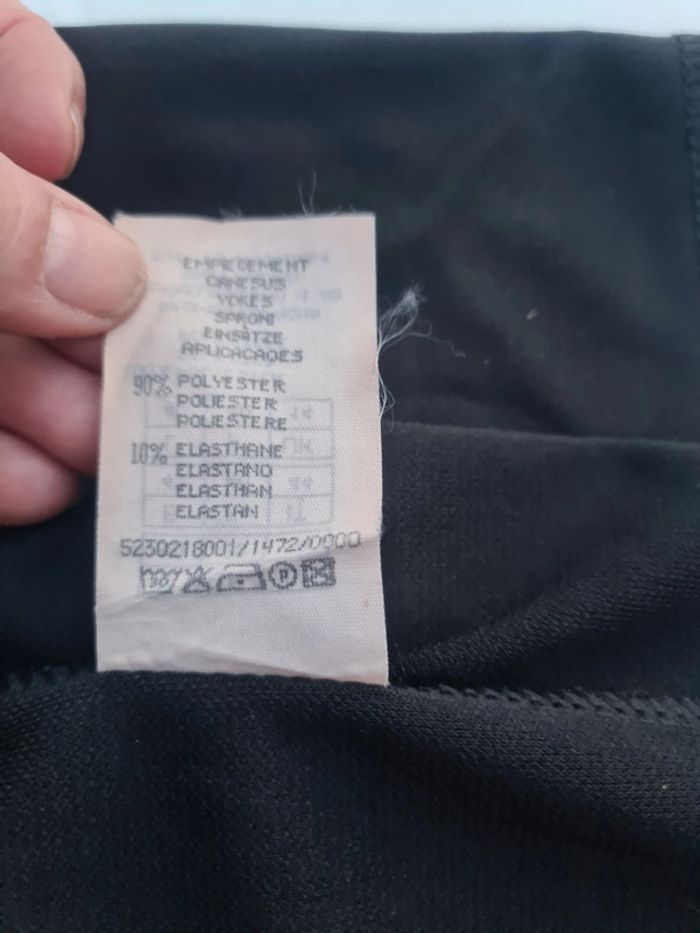 EMPIECEMENT
CANESUS
YOKES
SPRONI
EINSÄTZE
APLICACAOES
90% POLYESTER
POLIESTER
POLIESTERE
10% ELASTHANE
ELASTANO
ELASTHAN
ELASTAN
5230218001/1472/0000